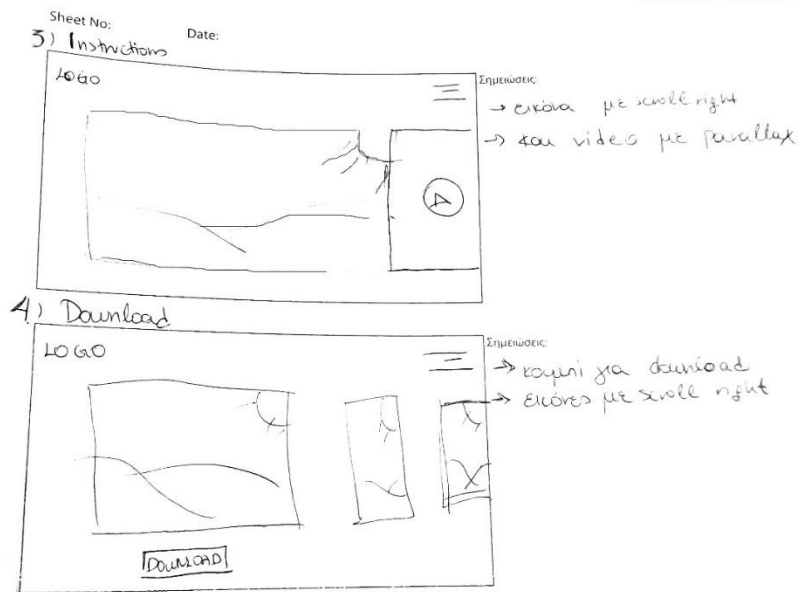 Sheet No:
Date:
3) Instructions
LOGO
Σημειώσεις:
→ εικόνα με scroll right
→ και video με parallax
4) Download
LOGO
Σημειώσεις:
→ κουμπί για download
→ εικόνες με scroll right
DOWNLOAD